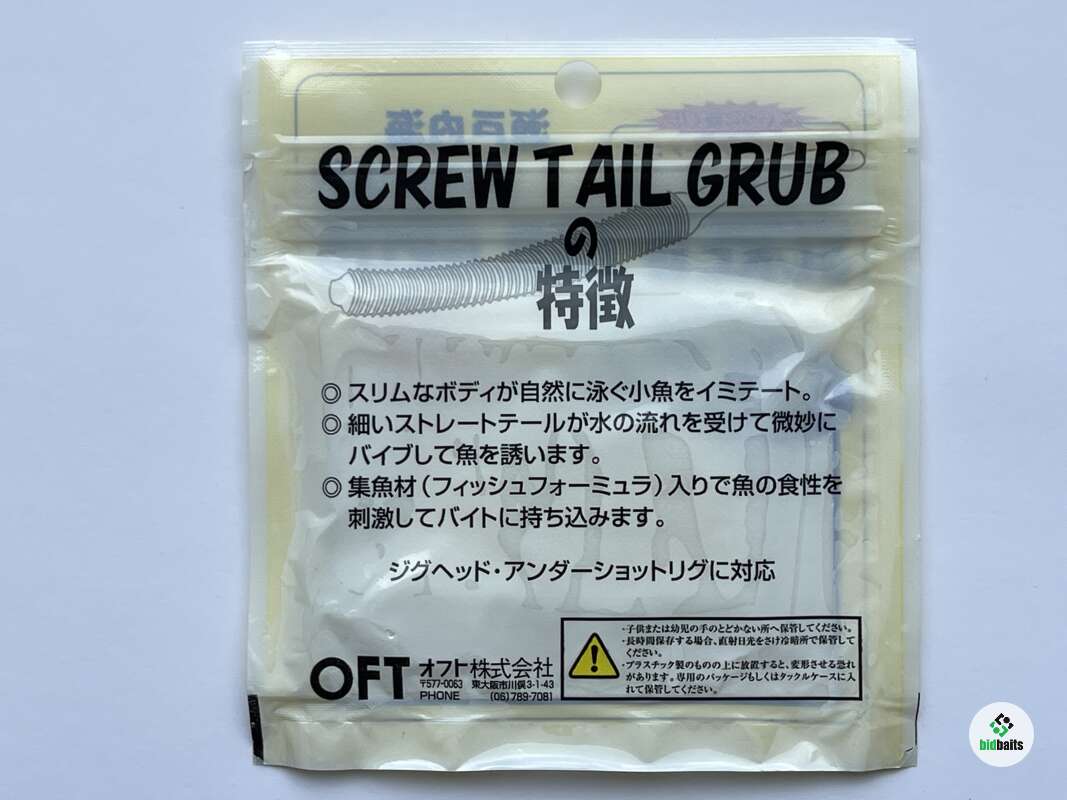 瀬戸内海
SCREW TAIL GRUB
の
特徴
◎ スリムなボディが自然に泳ぐ小魚をイミテート。
◎ 細いストレートテールが水の流れを受けて微妙に
バイブして魚を誘います。
◎ 集魚材(フィッシュフォーミュラ)入りで魚の食性を
刺激してバイトに持ち込みます。
ジグヘッド・アンダーショットリグに対応
・子供または幼児の手のとどかない所へ保管してください。
・長時間保存する場合、直射日光をさけ冷暗所で保管して
ください。
・プラスチック製のものの上に放置すると、変形させる恐れ
があります。専用のパッケージもしくはタックルケースに入
れて保管してください。
OFT オフト株式会社
〒577-0063 東大阪市川俣3-1-43
PHONE (06)789-7081
bidbaits